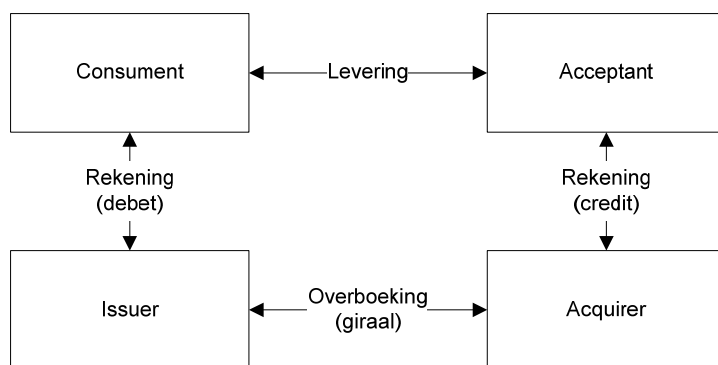 Consument
Levering
Acceptant
Rekening
(debet)
Rekening
(credit)
Issuer
Overboeking
(giraal)
Acquirer